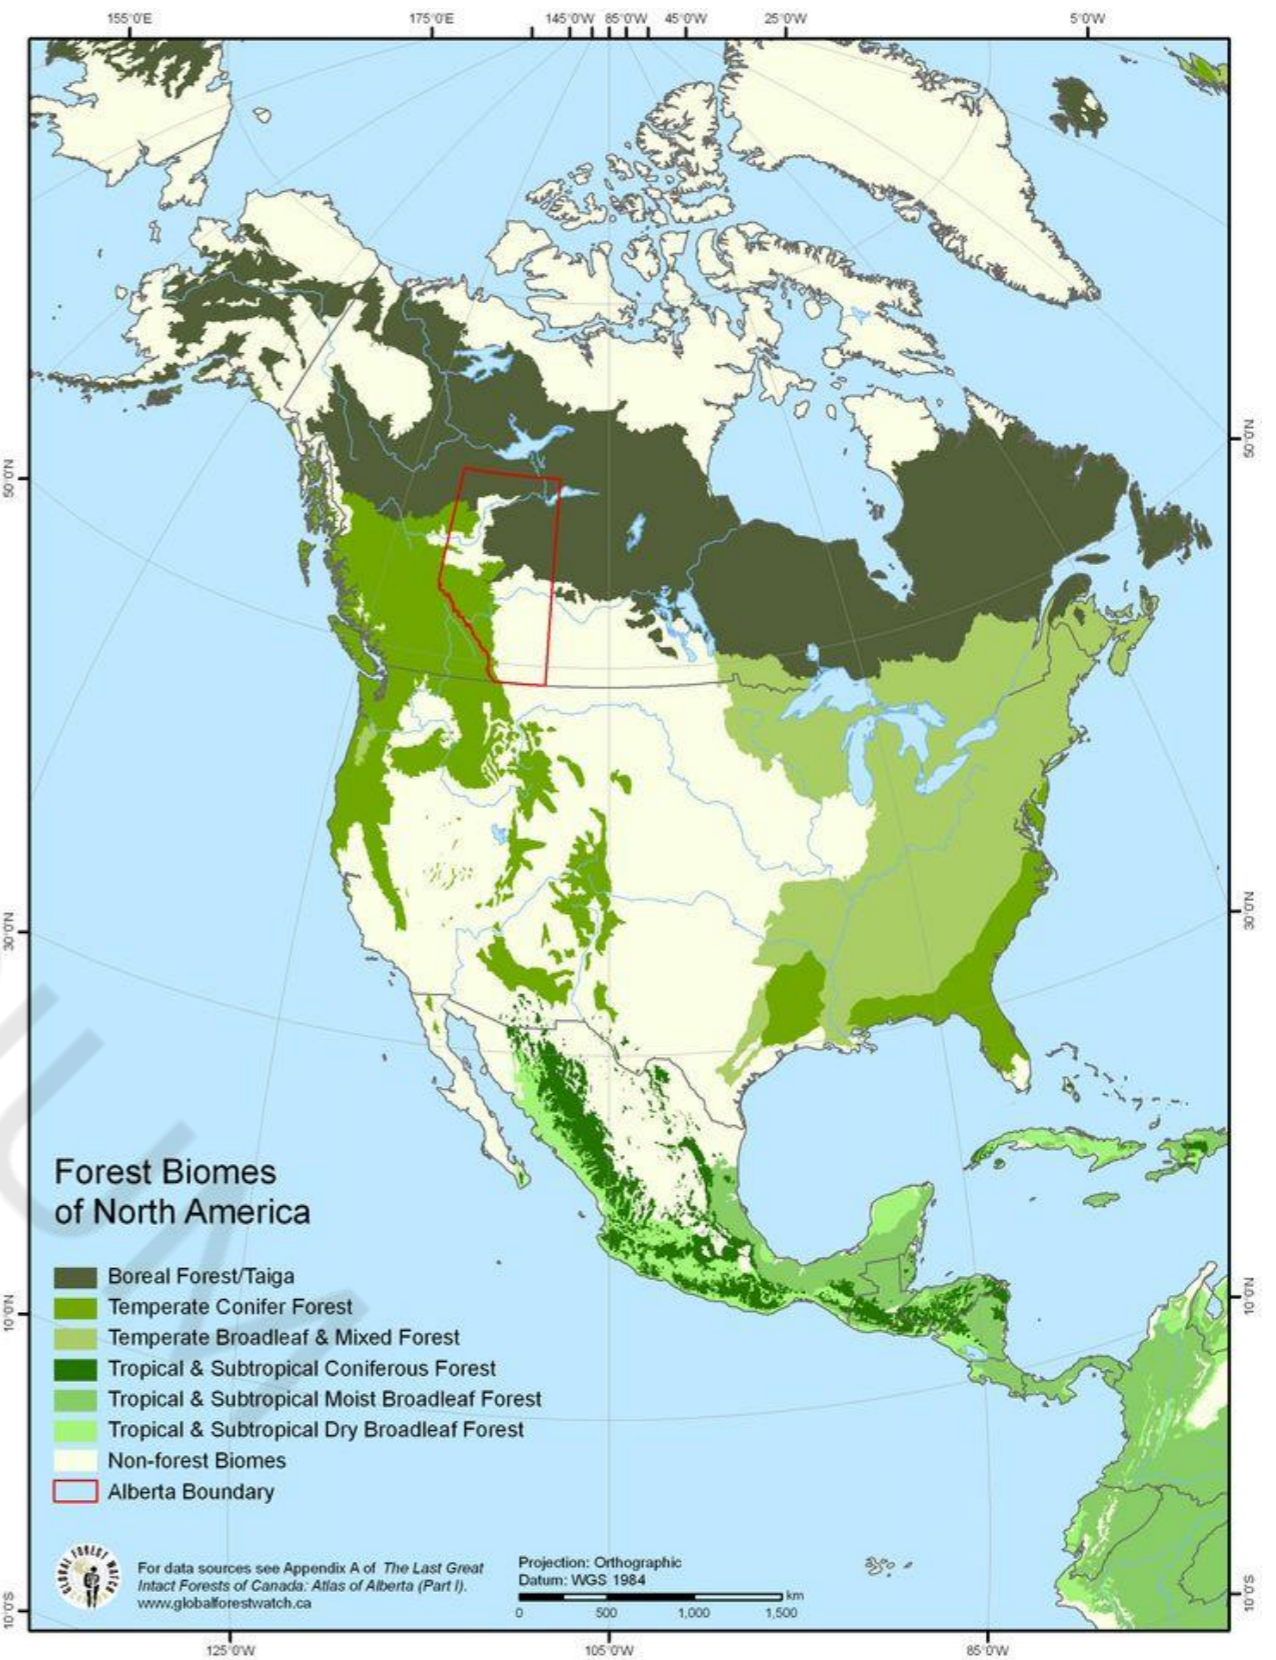 155°0'E 175°0'E 145°0'W 85°0'W 45°0'W 25°0'W 5°0'W
50°0'N
50°0'N
30°0'N
30°0'N
10°0'N
10°0'N
10°0'S
10°0'S
Forest Biomes
of North America
Boreal Forest/Taiga
Temperate Conifer Forest
Temperate Broadleaf & Mixed Forest
Tropical & Subtropical Coniferous Forest
Tropical & Subtropical Moist Broadleaf Forest
Tropical & Subtropical Dry Broadleaf Forest
Non-forest Biomes
Alberta Boundary
GLOBAL FOREST WATCH
For data sources see Appendix A of The Last Great
Intact Forests of Canada: Atlas of Alberta (Part I).
www.globalforestwatch.ca
Projection: Orthographic
Datum: WGS 1984
km
0 500 1,000 1,500
125°0'W 105°0'W 85°0'W